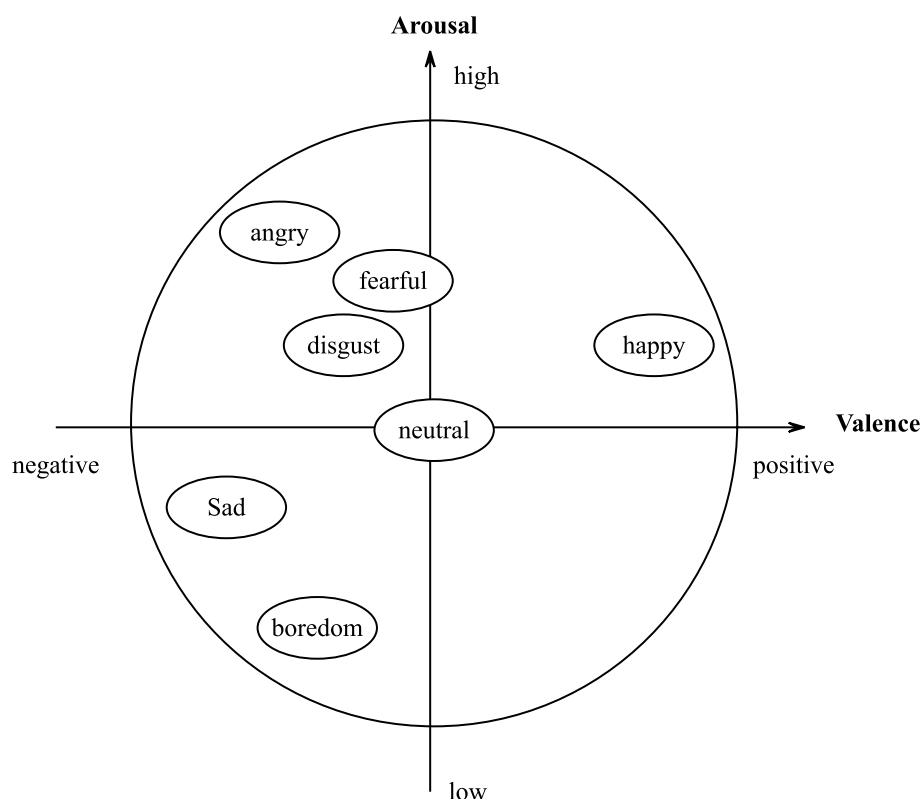 Arousal
high
angry
fearful
disgust
happy
neutral
Valence
negative
positive
Sad
boredom
low